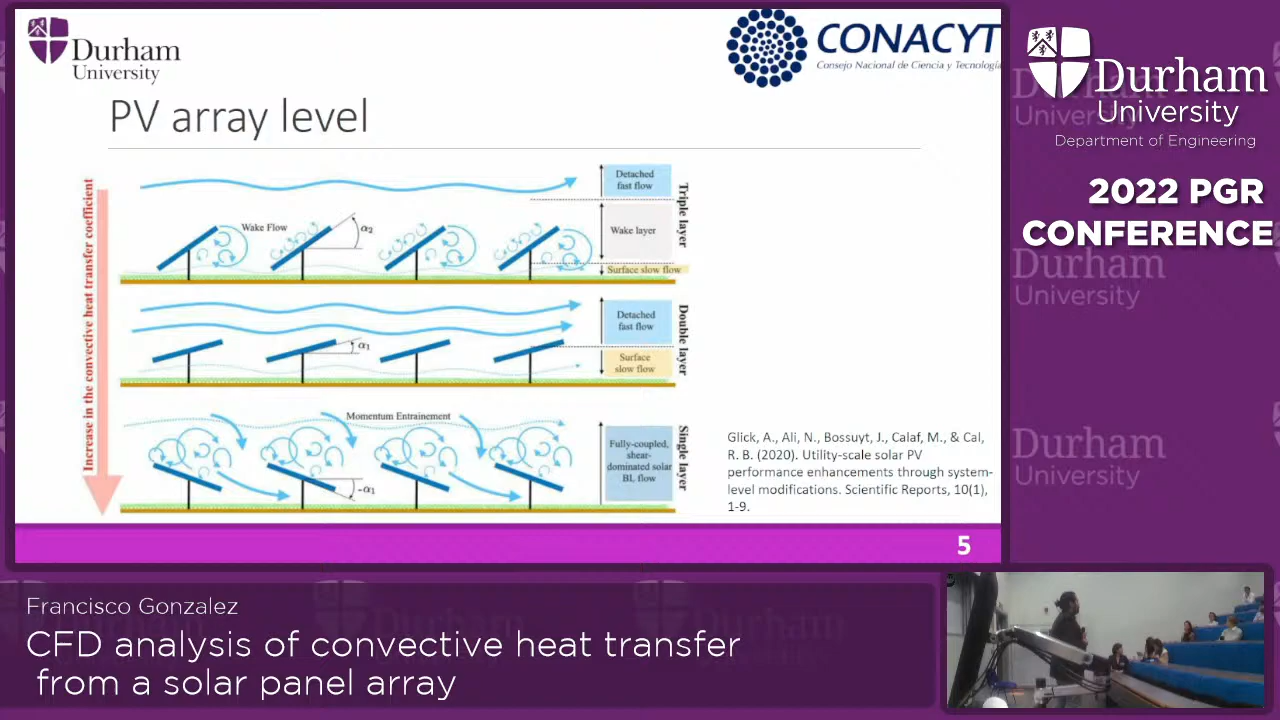 Durham
University
CONACYT
Consejo Nacional de Ciencia y Tecnología
PV array level
Increase in the convective heat transfer coefficient
Wake Flow
α₂
Detached
fast flow
Wake layer
Surface slow flow
Triple layer
α₁
Detached
fast flow
Surface
slow flow
Double layer
Momentum Entrainement
-α₁
Fully-coupled,
shear-
dominated solar
BL flow
Single layer
Glick, A., Ali, N., Bossuyt, J., Calaf, M., & Cal,
R. B. (2020). Utility-scale solar PV
performance enhancements through system-
level modifications. Scientific Reports, 10(1),
1-9.
5
Durham
University
Department of Engineering
2022 PGR
CONFERENCE
Durham
University
Durham
University
Francisco Gonzalez
CFD analysis of convective heat transfer
from a solar panel array